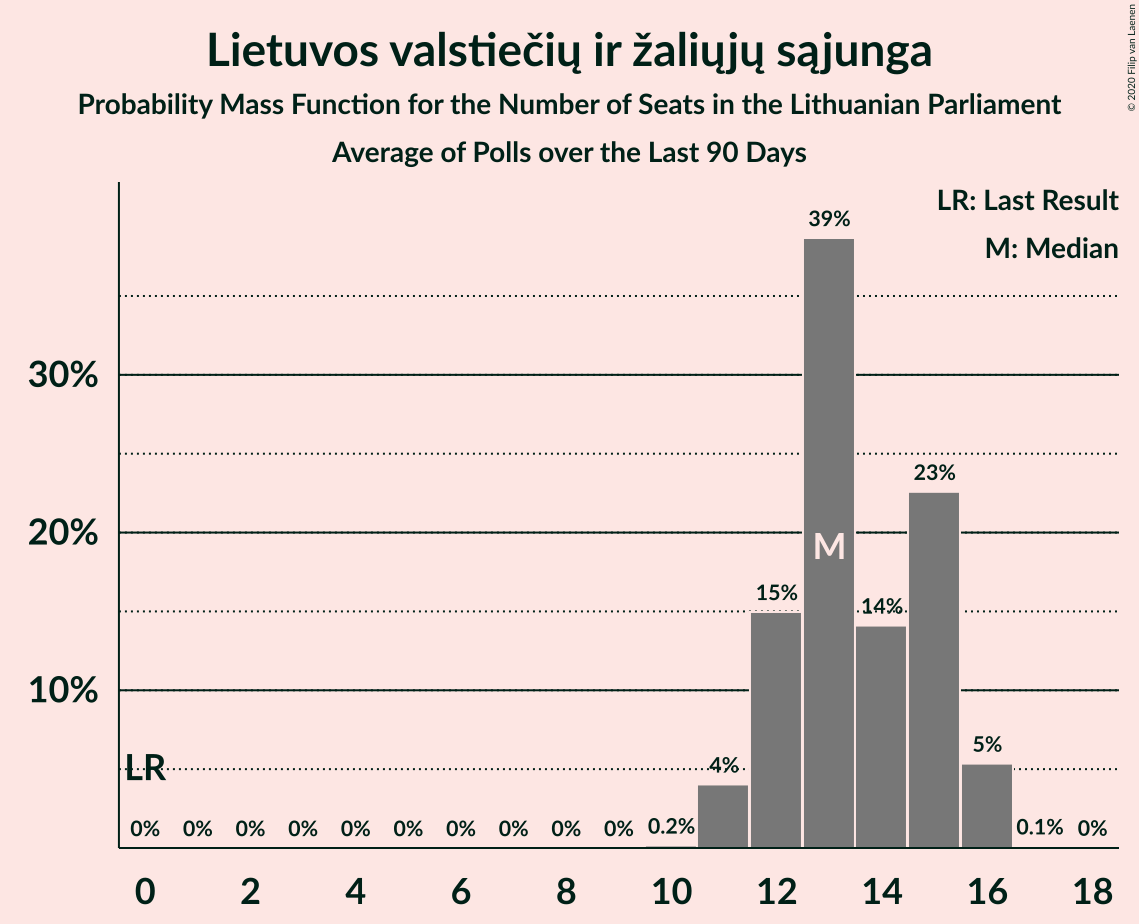 Lietuvos valstiečių ir žaliųjų sąjunga
Probability Mass Function for the Number of Seats in the Lithuanian Parliament
Average of Polls over the Last 90 Days
© 2020 Filip van Laenen
LR: Last Result
M: Median
39%
30%
23%
20%
M
15%
14%
10%
5%
4%
LR
0% 0% 0% 0% 0% 0% 0% 0% 0% 0% 0.2% 0.1% 0%
0 2 4 6 8 10 12 14 16 18